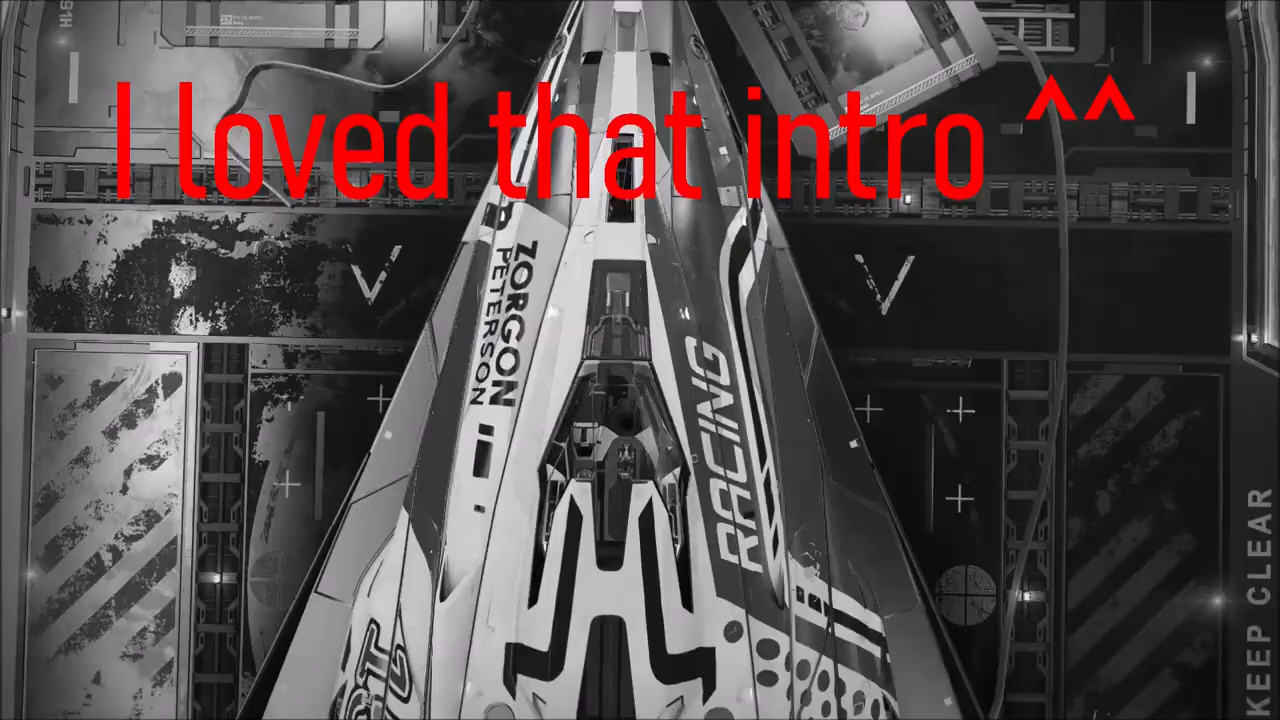 I loved that intro ^^
ZORGON
PETERSON
RACING
KEEP CLEAR